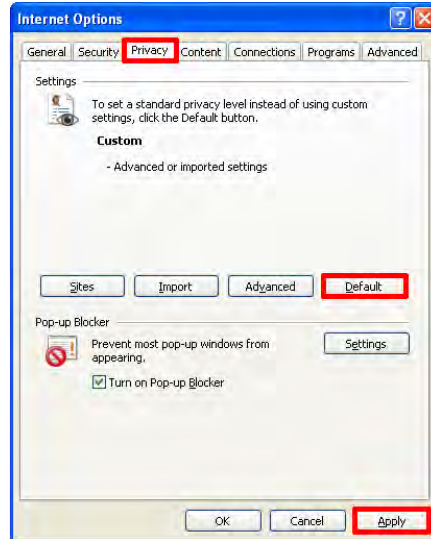 Internet Options
General Security Privacy Content Connections Programs Advanced
Settings
To set a standard privacy level instead of using custom
settings, click the Default button.
Custom
- Advanced or imported settings
Sites Import Advanced Default
Pop-up Blocker
Prevent most pop-up windows from
appearing.
Settings
Turn on Pop-up Blocker
OK Cancel Apply